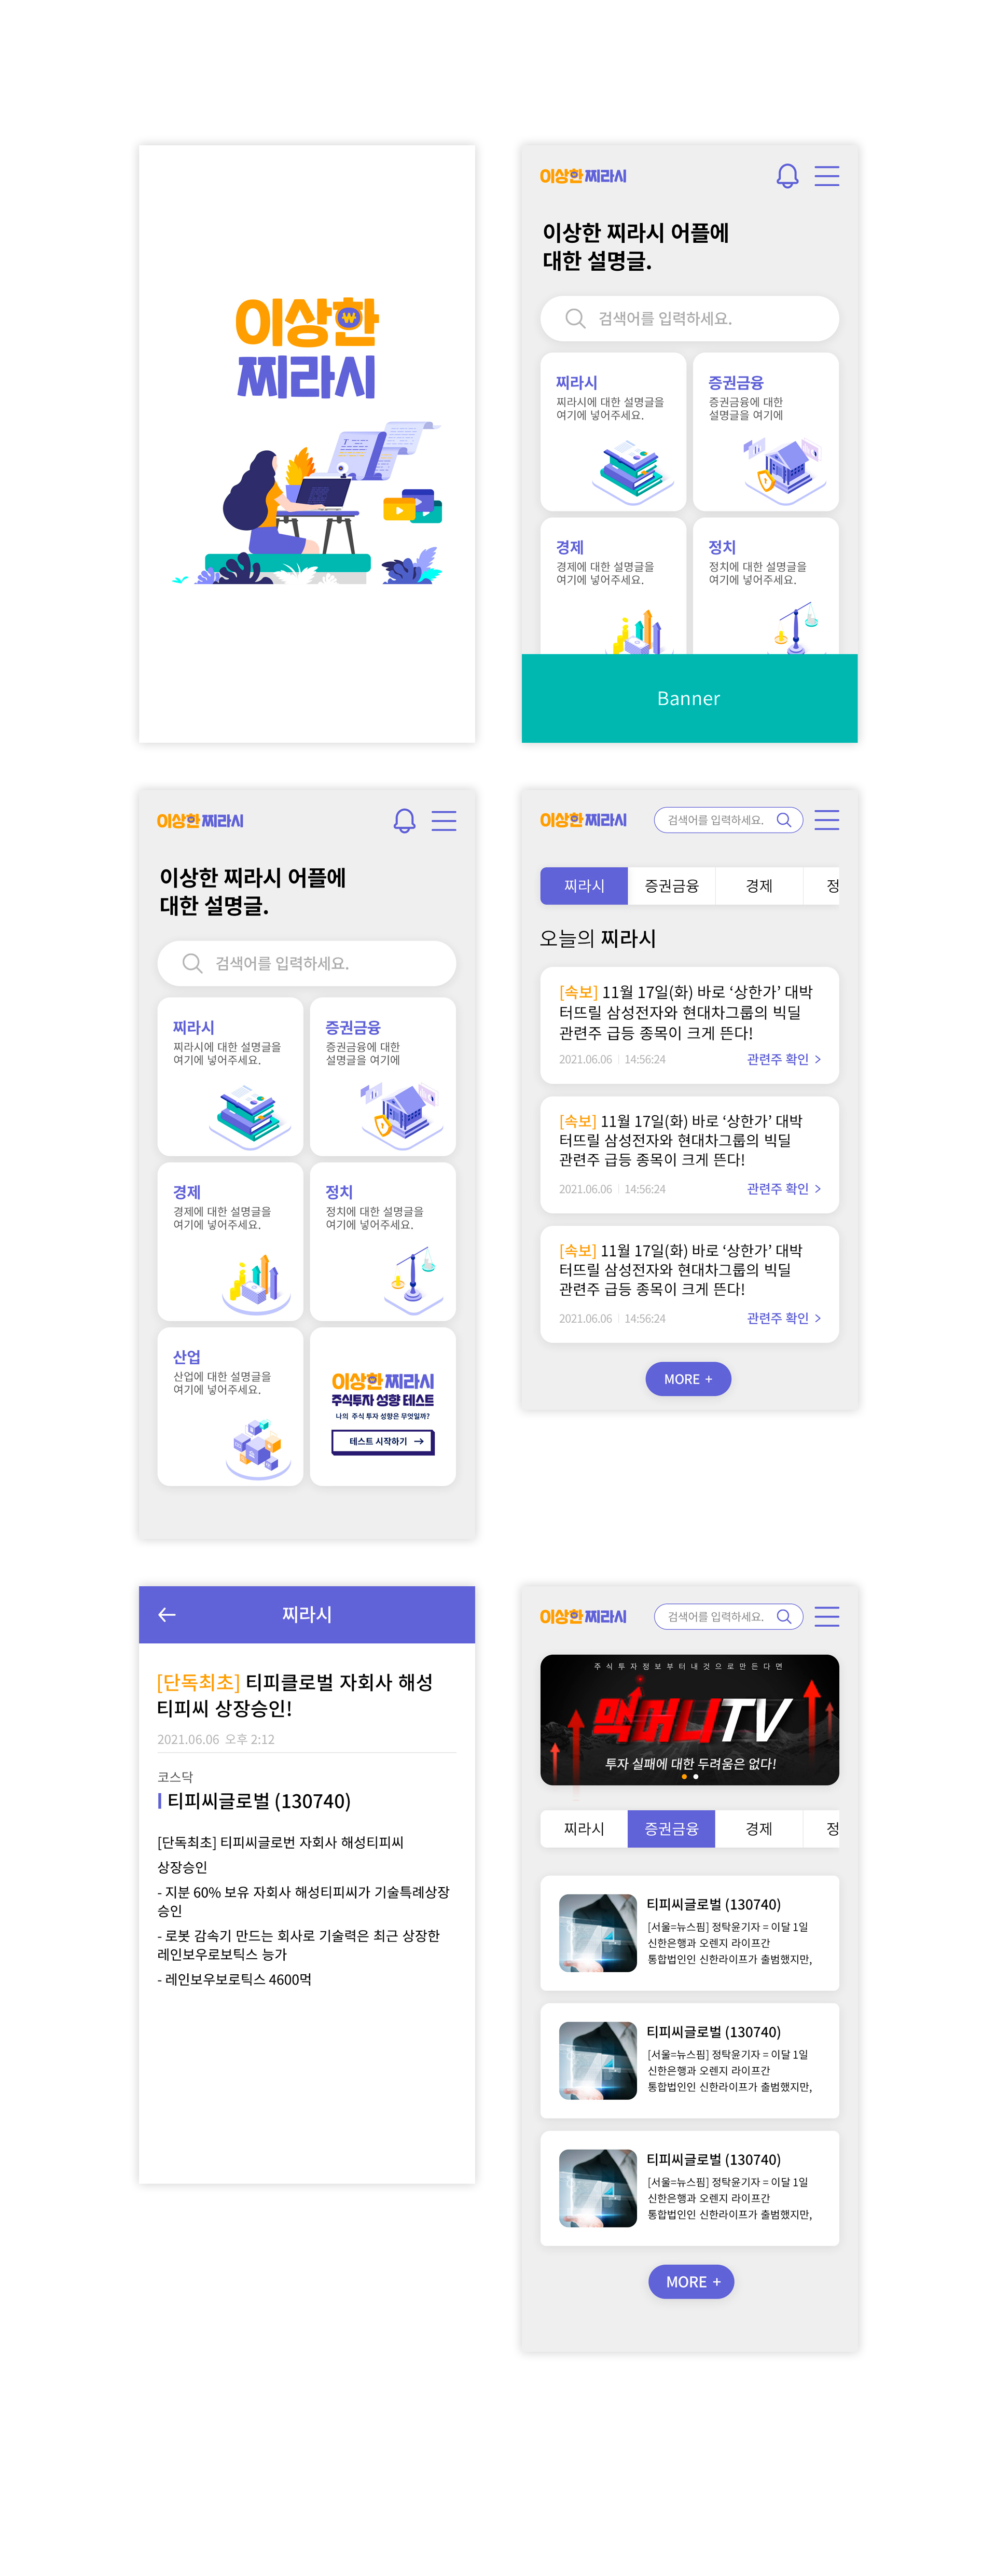 이상한
찌라시
이상한 찌라시
이상한 찌라시 어플에
대한 설명글.
검색어를 입력하세요.
찌라시
찌라시에 대한 설명글을
여기에 넣어주세요.
증권금융
증권금융에 대한
설명글을 여기에
경제
경제에 대한 설명글을
여기에 넣어주세요.
정치
정치에 대한 설명글을
여기에 넣어주세요.
Banner
이상한 찌라시
이상한 찌라시 어플에
대한 설명글.
검색어를 입력하세요.
찌라시
찌라시에 대한 설명글을
여기에 넣어주세요.
증권금융
증권금융에 대한
설명글을 여기에
경제
경제에 대한 설명글을
여기에 넣어주세요.
정치
정치에 대한 설명글을
여기에 넣어주세요.
산업
산업에 대한 설명글을
여기에 넣어주세요.
이상한 찌라시
주식투자 성향 테스트
나의 주식 투자 성향은 무엇일까?
테스트 시작하기 →
이상한 찌라시 검색어를 입력하세요.
찌라시 증권금융 경제 정
오늘의 찌라시
[속보] 11월 17일(화) 바로 ‘상한가’ 대박
터뜨릴 삼성전자와 현대차그룹의 빅딜
관련주 급등 종목이 크게 뜬다!
2021.06.06 | 14:56:24 관련주 확인 >
[속보] 11월 17일(화) 바로 ‘상한가’ 대박
터뜨릴 삼성전자와 현대차그룹의 빅딜
관련주 급등 종목이 크게 뜬다!
2021.06.06 | 14:56:24 관련주 확인 >
[속보] 11월 17일(화) 바로 ‘상한가’ 대박
터뜨릴 삼성전자와 현대차그룹의 빅딜
관련주 급등 종목이 크게 뜬다!
2021.06.06 | 14:56:24 관련주 확인 >
MORE +
← 찌라시
[단독최초] 티피클로벌 자회사 해성
티피씨 상장승인!
2021.06.06 오후 2:12
코스닥
티피씨글로벌 (130740)
[단독최초] 티피씨글로번 자회사 해성티피씨
상장승인
- 지분 60% 보유 자회사 해성티피씨가 기술특례상장
승인
- 로봇 감속기 만드는 회사로 기술력은 최근 상장한
레인보우로보틱스 능가
- 레인보우보로틱스 4600먹
이상한 찌라시 검색어를 입력하세요.
주식투자정보부터내것으로만든다면
먹머니TV
투자 실패에 대한 두려움은 없다!
찌라시 증권금융 경제 정
티피씨글로벌 (130740)
[서울=뉴스핌] 정탁윤기자 = 이달 1일
신한은행과 오렌지 라이프간
통합법인인 신한라이프가 출범했지만,
티피씨글로벌 (130740)
[서울=뉴스핌] 정탁윤기자 = 이달 1일
신한은행과 오렌지 라이프간
통합법인인 신한라이프가 출범했지만,
티피씨글로벌 (130740)
[서울=뉴스핌] 정탁윤기자 = 이달 1일
신한은행과 오렌지 라이프간
통합법인인 신한라이프가 출범했지만,
MORE +